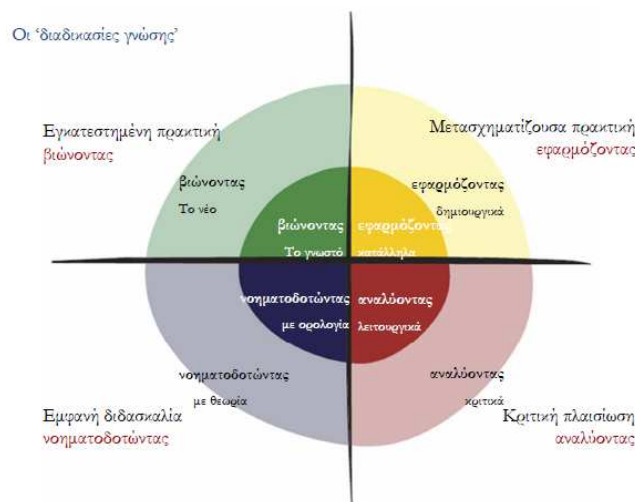 Οι ‘διαδικασίες γνώσης’
Εγκατεστημένη πρακτική
βιώνοντας
Μετασχηματίζουσα πρακτική
εφαρμόζοντας
βιώνοντας
Το νέο
εφαρμόζοντας
δημιουργικά
βιώνοντας
Το γνωστό
εφαρμόζοντας
κατάλληλα
νοηματοδοτώντας
με ορολογία
αναλύοντας
λειτουργικά
νοηματοδοτώντας
με θεωρία
αναλύοντας
κριτικά
Εμφανή διδασκαλία
νοηματοδοτώντας
Κριτική πλαισίωση
αναλύοντας